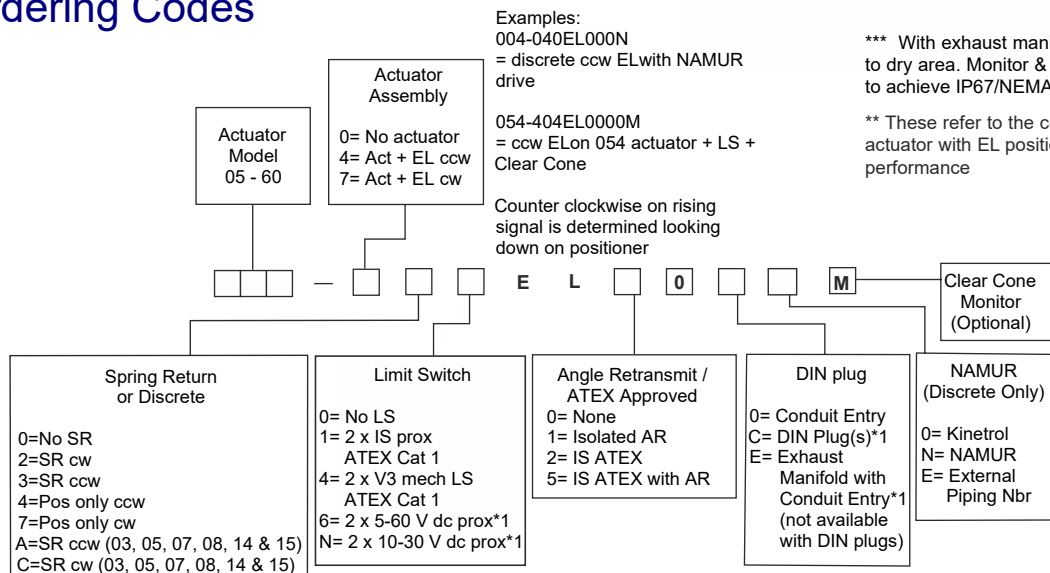 dering Codes
Examples:
004-040EL000N
= discrete ccw ELwith NAMUR
drive
054-404EL0000M
= ccw ELon 054 actuator + LS +
Clear Cone
Counter clockwise on rising
signal is determined looking
down on positioner
*** With exhaust man
to dry area. Monitor &
to achieve IP67/NEMA
** These refer to the c
actuator with EL positi
performance
Actuator
Model
05 - 60
Actuator
Assembly
0= No actuator
4= Act + EL ccw
7= Act + EL cw
– E L 0 M
Clear Cone
Monitor
(Optional)
Spring Return
or Discrete
0=No SR
2=SR cw
3=SR ccw
4=Pos only ccw
7=Pos only cw
A=SR ccw (03, 05, 07, 08, 14 & 15)
C=SR cw (03, 05, 07, 08, 14 & 15)
Limit Switch
0= No LS
1= 2 x IS prox
ATEX Cat 1
4= 2 x V3 mech LS
ATEX Cat 1
6= 2 x 5-60 V dc prox*1
N= 2 x 10-30 V dc prox*1
Angle Retransmit /
ATEX Approved
0= None
1= Isolated AR
2= IS ATEX
5= IS ATEX with AR
DIN plug
0= Conduit Entry
C= DIN Plug(s)*1
E= Exhaust
Manifold with
Conduit Entry*1
(not available
with DIN plugs)
NAMUR
(Discrete Only)
0= Kinetrol
N= NAMUR
E= External
Piping Nbr